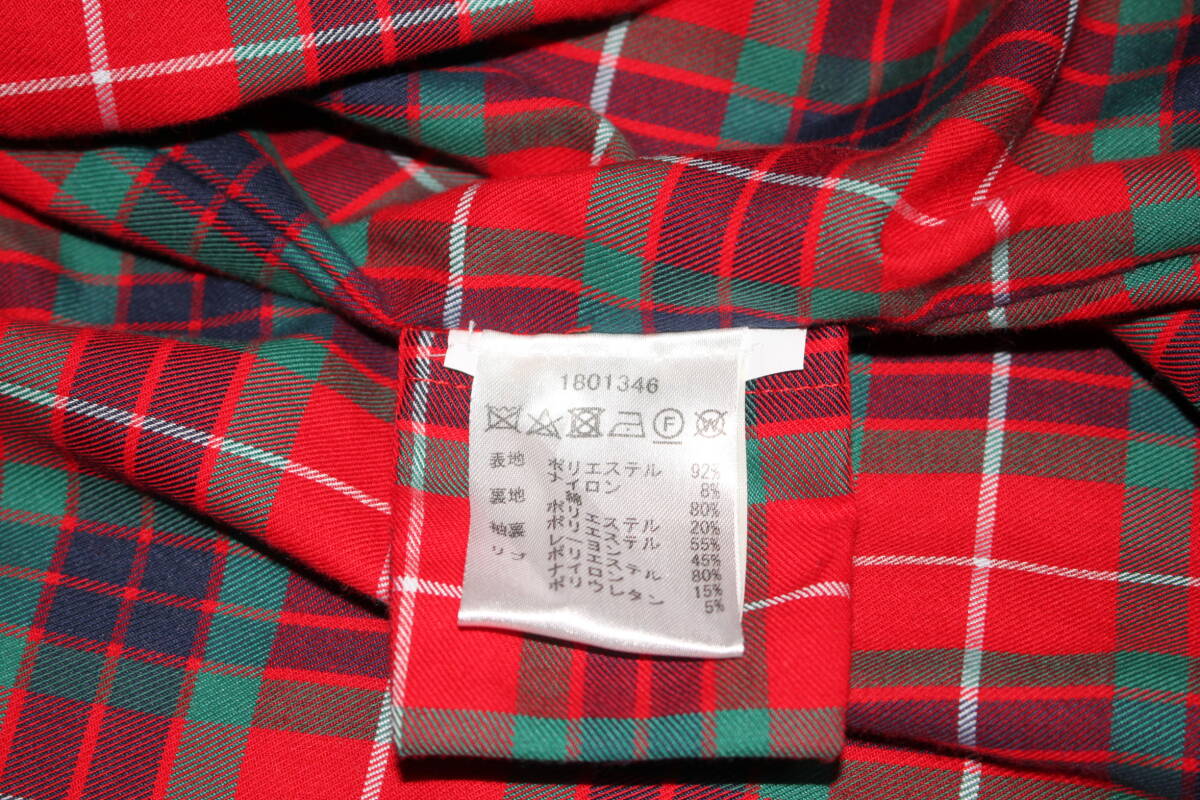 1801346
F W
表地 ポリエステル 92%
ナイロン 8%
裏地 綿 80%
ポリエステル 20%
袖裏 ポリエステル 55%
レーヨン 45%
リブ ポリエステル 80%
ナイロン 15%
ポリウレタン 5%